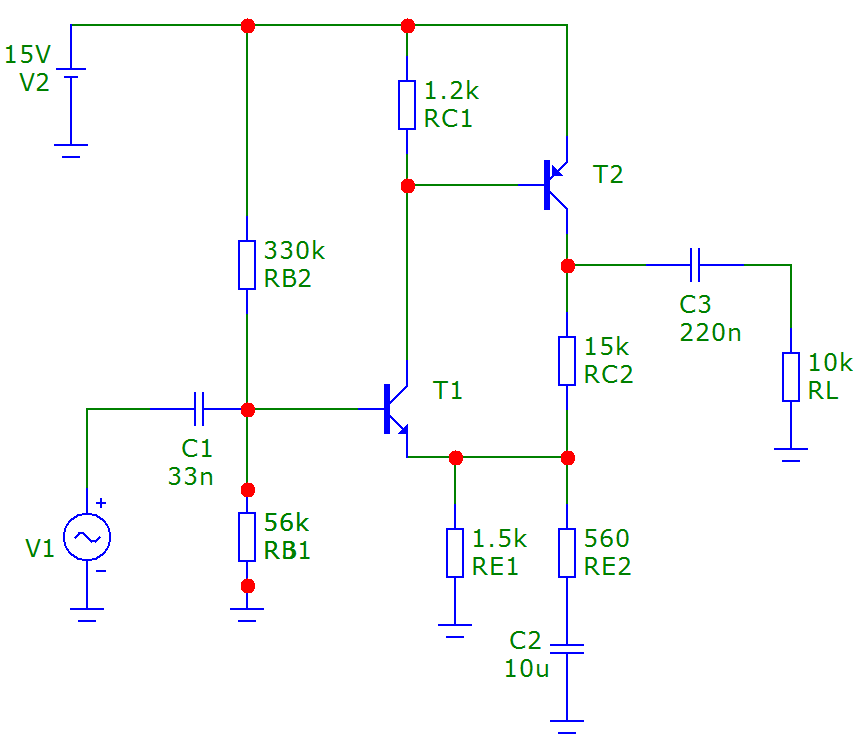 15V
V2
1.2k
RC1
T2
330k
RB2
C3
220n
15k
RC2
10k
RL
T1
C1
33n
+
V1
−
56k
RB1
1.5k
RE1
560
RE2
C2
10u